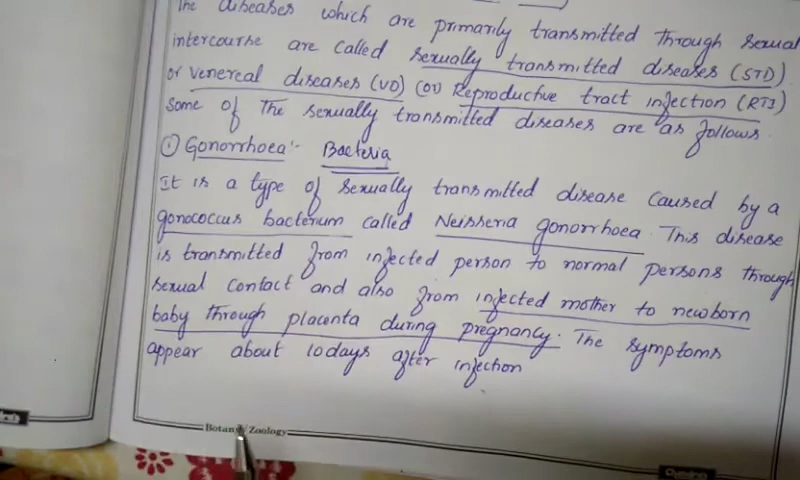 The diseases which are primarily transmitted through sexual
intercourse are called sexually transmitted diseases (STD)
or venereal diseases (VD) (or) Reproductive tract infection (RTI)
Some of The sexually transmitted diseases are as follows.
① Gonorrhoea:- Bacteria
It is a type of sexually transmitted disease caused by a
gonococcus bacterium called Neisseria gonorrhoea. This disease
is transmitted from infected person to normal persons through
sexual contact and also from infected mother to newborn
baby through placenta during pregnancy. The symptoms
appear about 10 days after infection
Botany/Zoology